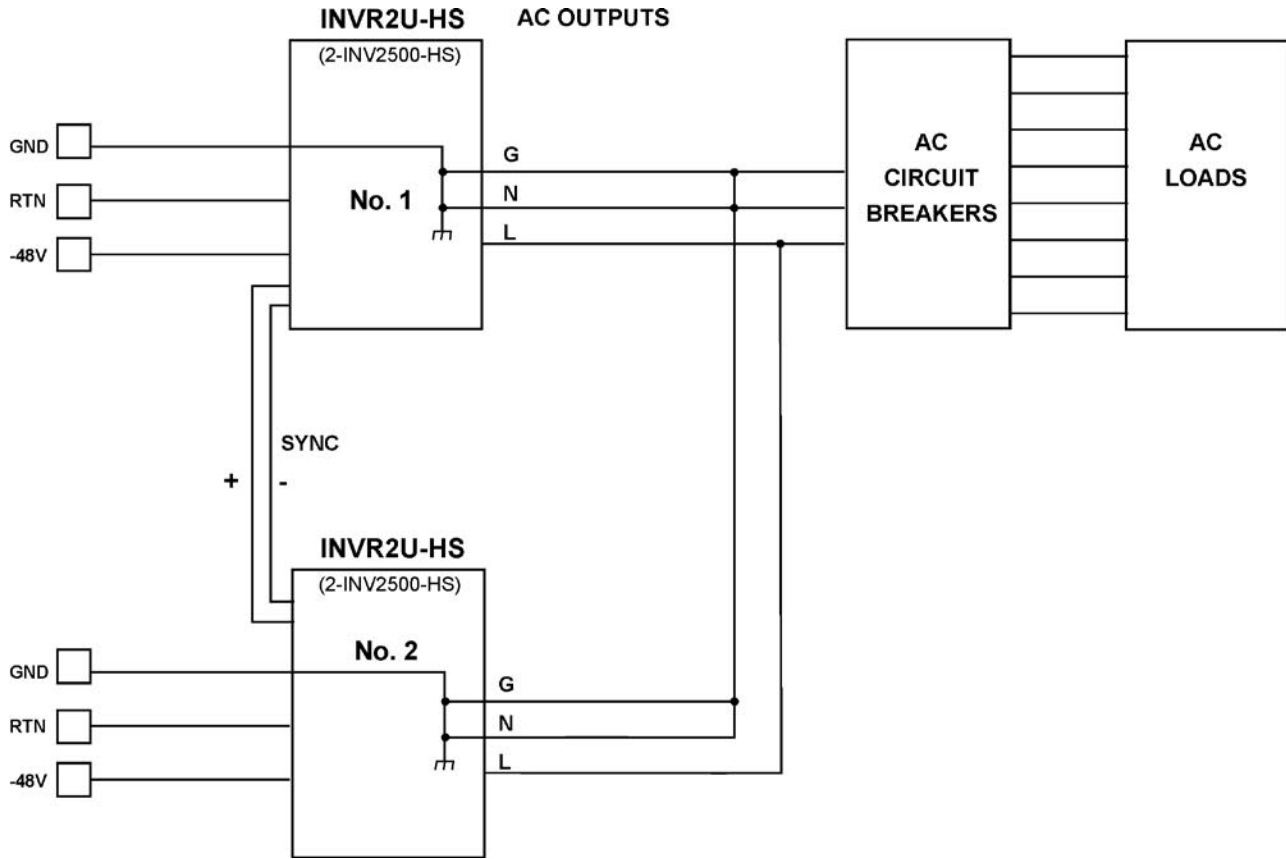 INVR2U-HS
AC OUTPUTS
(2-INV2500-HS)
GND
RTN
-48V
No. 1
G
N
L
AC
CIRCUIT
BREAKERS
AC
LOADS
SYNC
+
-
INVR2U-HS
(2-INV2500-HS)
No. 2
GND
RTN
-48V
G
N
L